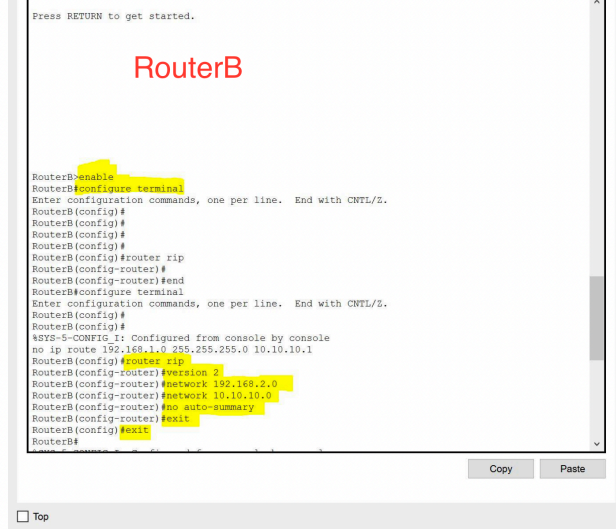 Press RETURN to get started.
RouterB
RouterB>enable
RouterB#configure terminal
Enter configuration commands, one per line.  End with CNTL/Z.
RouterB(config)#
RouterB(config)#
RouterB(config)#
RouterB(config)#router rip
RouterB(config-router)#
RouterB(config-router)#end
RouterB#configure terminal
Enter configuration commands, one per line.  End with CNTL/Z.
RouterB(config)#
RouterB(config)#
%SYS-5-CONFIG_I: Configured from console by console
no ip route 192.168.1.0 255.255.255.0 10.10.10.1
RouterB(config)#router rip
RouterB(config-router)#version 2
RouterB(config-router)#network 192.168.2.0
RouterB(config-router)#network 10.10.10.0
RouterB(config-router)#no auto-summary
RouterB(config-router)#exit
RouterB(config)#exit
RouterB#
Copy Paste
Top